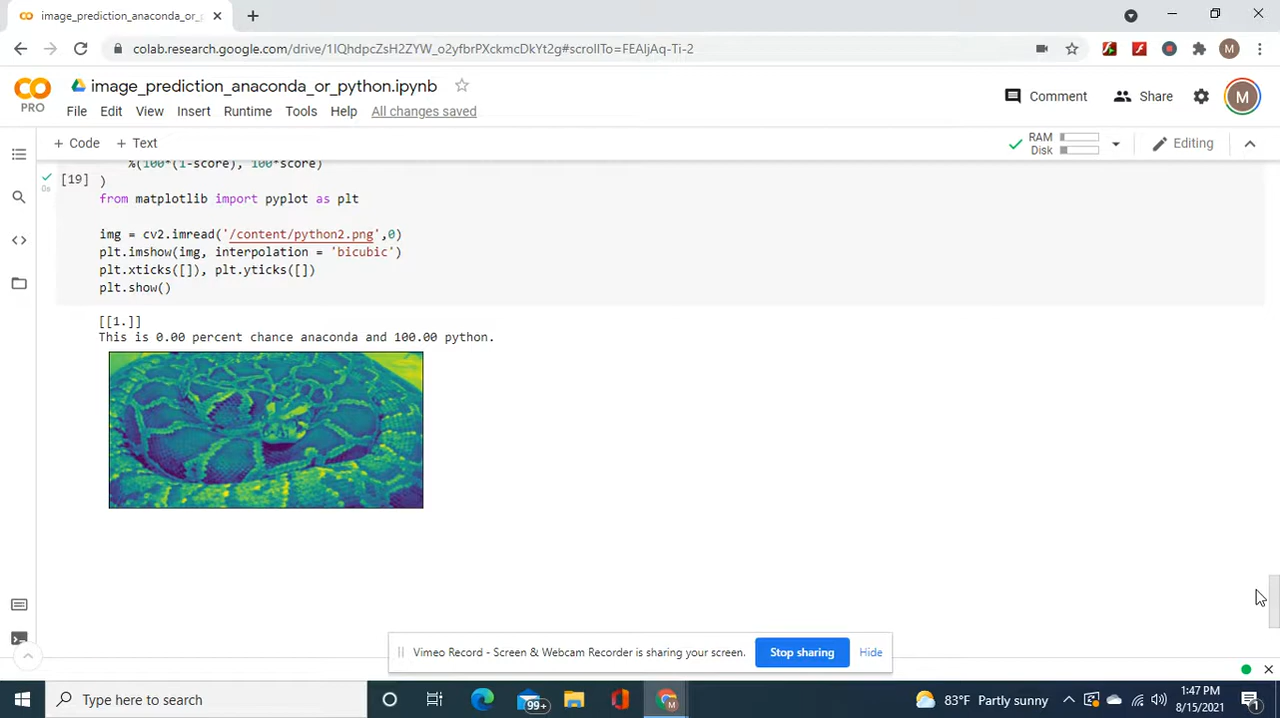 image_prediction_anaconda_or_
colab.research.google.com/drive/1IQhdpcZsH2ZYW_o2yfbrPXckmcDkYt2g#scrollTo=FEAIjAq-Ti-2
M
PRO
image_prediction_anaconda_or_python.ipynb
File Edit View Insert Runtime Tools Help All changes saved
Comment Share M
+ Code + Text
RAM
Disk
Editing
%(100*(1-score), 100*score)
[19] )
0s
from matplotlib import pyplot as plt
img = cv2.imread('/content/python2.png',0)
plt.imshow(img, interpolation = 'bicubic')
plt.xticks([]), plt.yticks([])
plt.show()
[[1.]]
This is 0.00 percent chance anaconda and 100.00 python.
Vimeo Record - Screen & Webcam Recorder is sharing your screen. Stop sharing Hide
Type here to search
99+
M
83°F Partly sunny
1:47 PM
8/15/2021
1